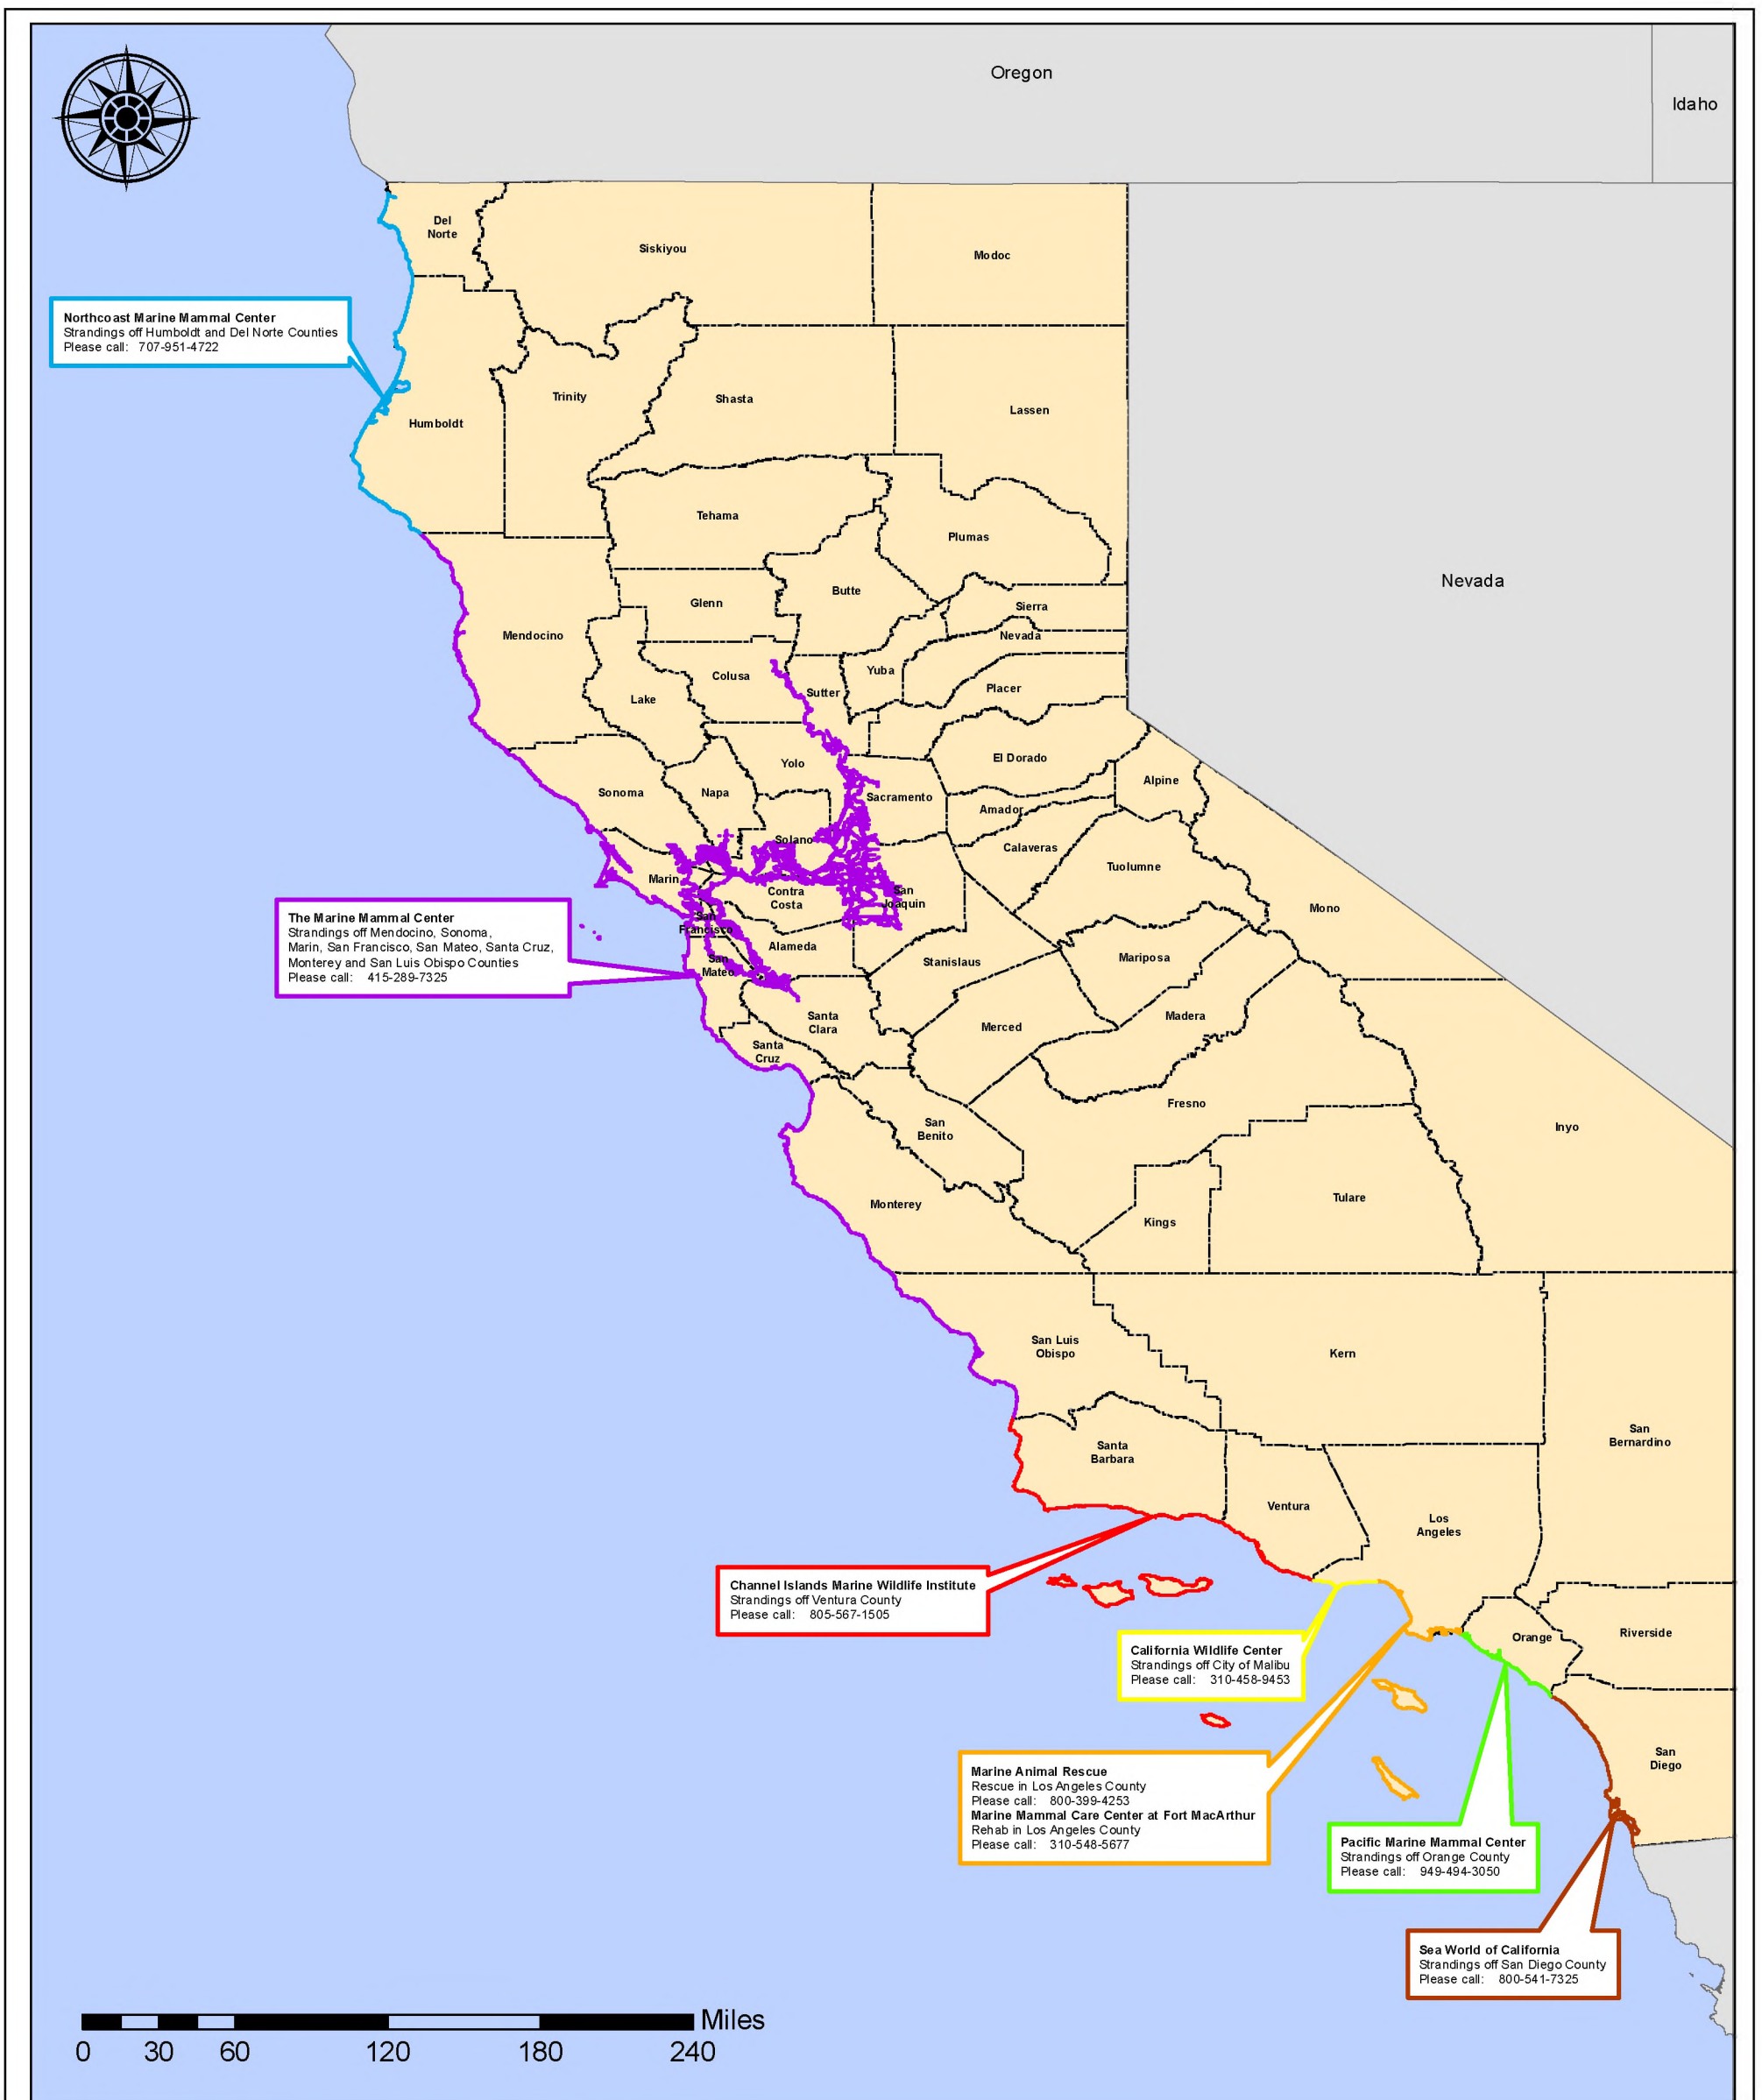 Oregon
Idaho
Del
Norte
Siskiyou
Modoc
Northcoast Marine Mammal Center
Strandings off Humboldt and Del Norte Counties
Please call: 707-951-4722
Trinity
Shasta
Lassen
Humboldt
Tehama
Plumas
Nevada
Butte
Glenn
Sierra
Mendocino
Nevada
Yuba
Colusa
Placer
Sutter
Lake
El Dorado
Yolo
Alpine
Sonoma
Napa
Sacramento
Amador
Solano
Calaveras
Tuolumne
Marin
Contra
Costa
San
Joaquin
Mono
The Marine Mammal Center
Strandings off Mendocino, Sonoma,
Marin, San Francisco, San Mateo, Santa Cruz,
Monterey and San Luis Obispo Counties
Please call: 415-289-7325
San
Francisco
Alameda
San
Mateo
Stanislaus
Mariposa
Santa
Clara
Merced
Madera
Santa
Cruz
Fresno
San
Benito
Inyo
Monterey
Kings
Tulare
San Luis
Obispo
Kern
San
Bernardino
Santa
Barbara
Ventura
Los
Angeles
Channel Islands Marine Wildlife Institute
Strandings off Ventura County
Please call: 805-567-1505
California Wildlife Center
Strandings off City of Malibu
Please call: 310-458-9453
Orange
Riverside
San
Diego
Marine Animal Rescue
Rescue in Los Angeles County
Please call: 800-399-4253
Marine Mammal Care Center at Fort MacArthur
Rehab in Los Angeles County
Please call: 310-548-5677
Pacific Marine Mammal Center
Strandings off Orange County
Please call: 949-494-3050
Sea World of California
Strandings off San Diego County
Please call: 800-541-7325
Miles
0 30 60 120 180 240